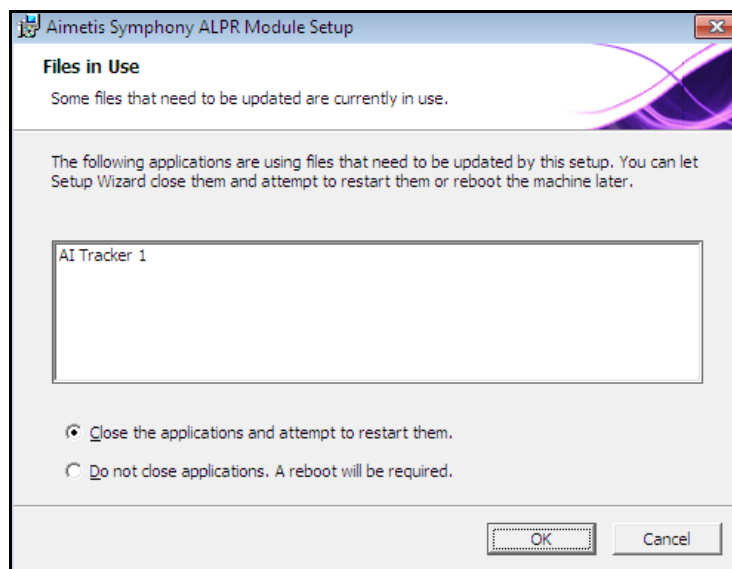 Aimetis Symphony ALPR Module Setup
Files in Use
Some files that need to be updated are currently in use.
The following applications are using files that need to be updated by this setup. You can let
Setup Wizard close them and attempt to restart them or reboot the machine later.
AI Tracker 1
Close the applications and attempt to restart them.
Do not close applications. A reboot will be required.
OK
Cancel